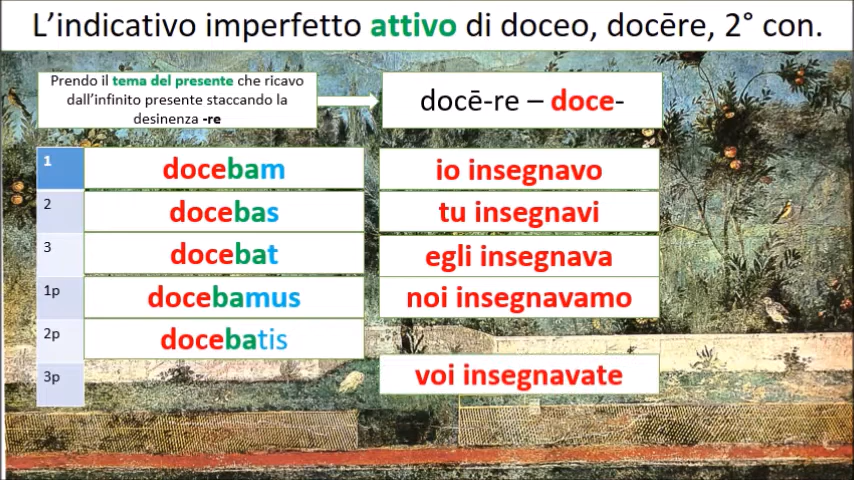 L'indicativo imperfetto attivo di doceo, docēre, 2° con.
Prendo il tema del presente che ricavo
dall'infinito presente staccando la
desinenza -re
docē-re – doce-
1 docebam io insegnavo
2 docebas tu insegnavi
3 docebat egli insegnava
1p docebamus noi insegnavamo
2p docebatis
3p voi insegnavate